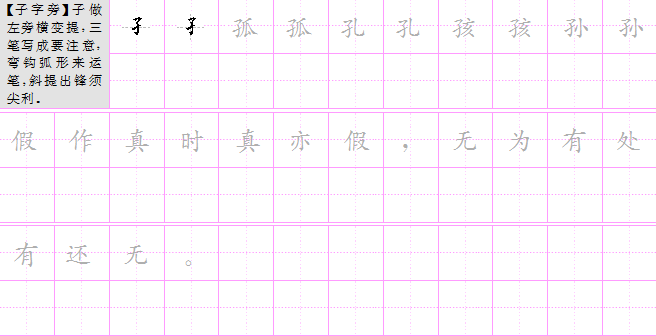 【子字旁】子做
左旁横变提，三
笔写成要注意，
弯钩弧形来运
笔，斜提出锋须
尖利。
孑 孑 孤 孤 孔 孔 孩 孩 孙 孙
假 作 真 时 真 亦 假 ， 无 为 有 处
有 还 无 。